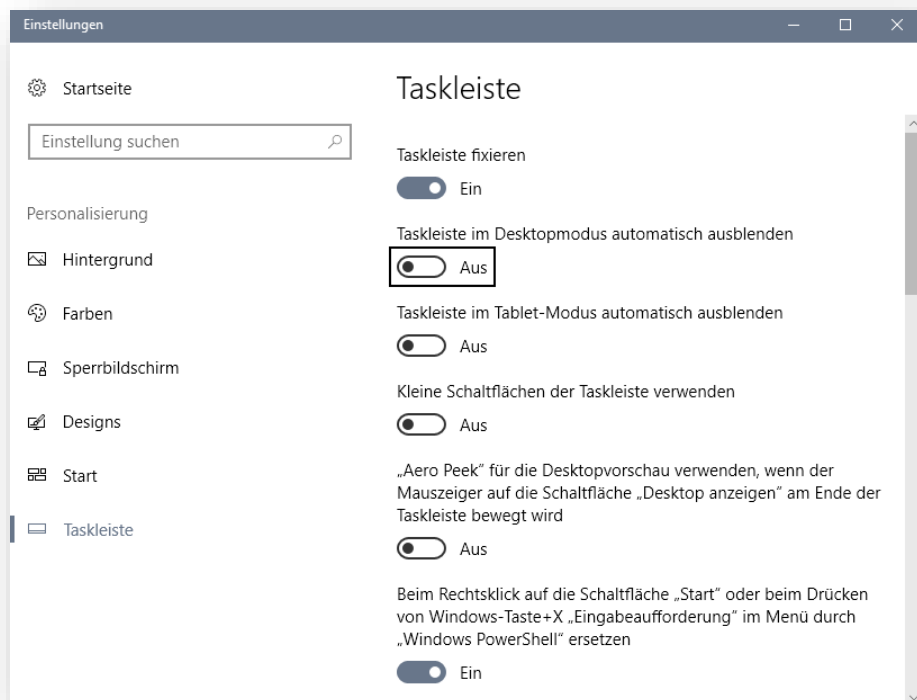 Einstellungen
Startseite
Einstellung suchen
Personalisierung
Hintergrund
Farben
Sperrbildschirm
Designs
Start
Taskleiste
Taskleiste
Taskleiste fixieren
Ein
Taskleiste im Desktopmodus automatisch ausblenden
Aus
Taskleiste im Tablet-Modus automatisch ausblenden
Aus
Kleine Schaltflächen der Taskleiste verwenden
Aus
„Aero Peek“ für die Desktopvorschau verwenden, wenn der
Mauszeiger auf die Schaltfläche „Desktop anzeigen“ am Ende der
Taskleiste bewegt wird
Aus
Beim Rechtsklick auf die Schaltfläche „Start“ oder beim Drücken
von Windows-Taste+X „Eingabeaufforderung“ im Menü durch
„Windows PowerShell“ ersetzen
Ein